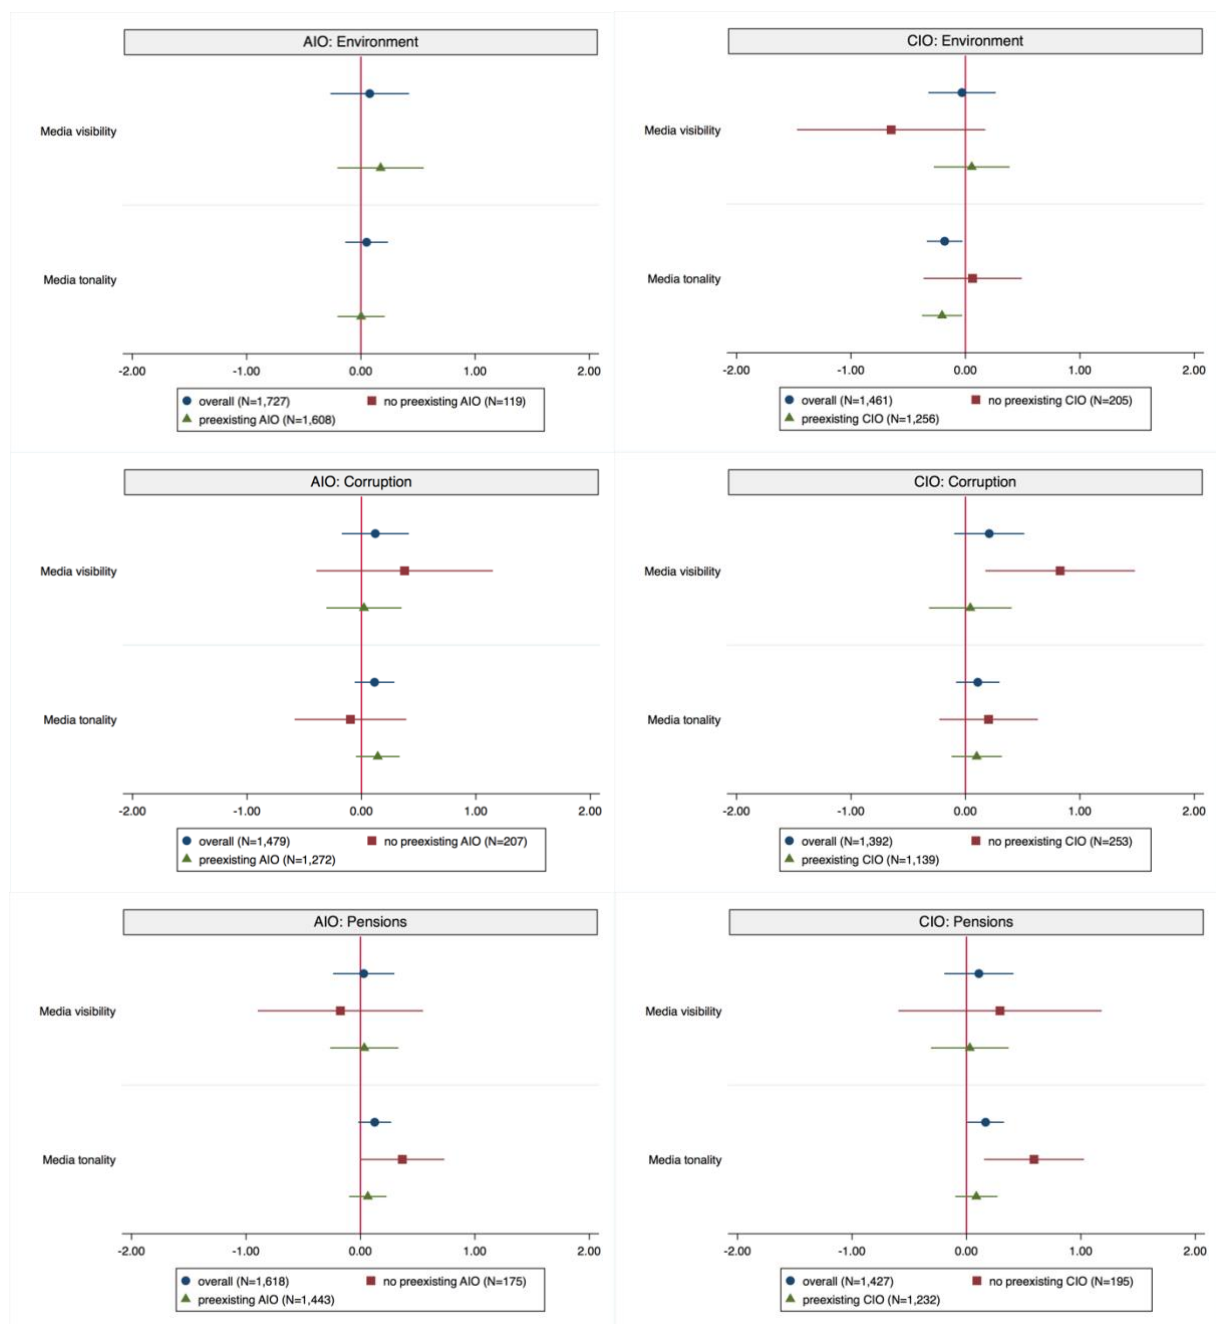 AIO: Environment
Media visibility
Media tonality
-2.00 -1.00 0.00 1.00 2.00
overall (N=1,727) no preexisting AIO (N=119)
preexisting AIO (N=1,608)
CIO: Environment
Media visibility
Media tonality
-2.00 -1.00 0.00 1.00 2.00
overall (N=1,461) no preexisting CIO (N=205)
preexisting CIO (N=1,256)
AIO: Corruption
Media visibility
Media tonality
-2.00 -1.00 0.00 1.00 2.00
overall (N=1,479) no preexisting AIO (N=207)
preexisting AIO (N=1,272)
CIO: Corruption
Media visibility
Media tonality
-2.00 -1.00 0.00 1.00 2.00
overall (N=1,392) no preexisting CIO (N=253)
preexisting CIO (N=1,139)
AIO: Pensions
Media visibility
Media tonality
-2.00 -1.00 0.00 1.00 2.00
overall (N=1,618) no preexisting AIO (N=175)
preexisting AIO (N=1,443)
CIO: Pensions
Media visibility
Media tonality
-2.00 -1.00 0.00 1.00 2.00
overall (N=1,427) no preexisting CIO (N=195)
preexisting CIO (N=1,232)